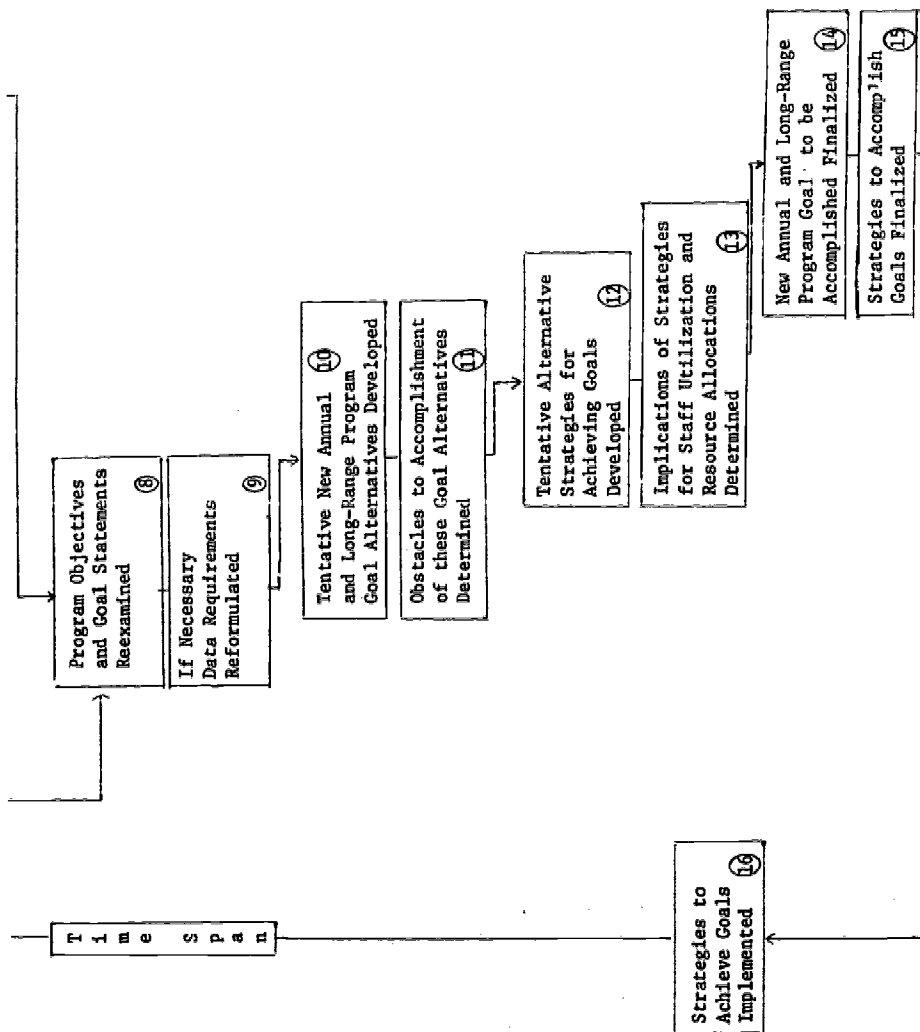 Program Objectives
and Goal Statements
Reexamined 8
If Necessary
Data Requirements
Reformulated 9
Tentative New Annual 10
and Long-Range Program
Goal Alternatives Developed
Obstacles to Accomplishment
of these Goal Alternatives
Determined 11
Tentative Alternative
Strategies for
Achieving Goals
Developed 12
Implications of Strategies
for Staff Utilization and
Resource Allocations
Determined 13
New Annual and Long-Range
Program Goal to be
Accomplished Finalized 14
Strategies to Accomplish
Goals Finalized 15
Time Span
Strategies to
Achieve Goals
Implemented 16